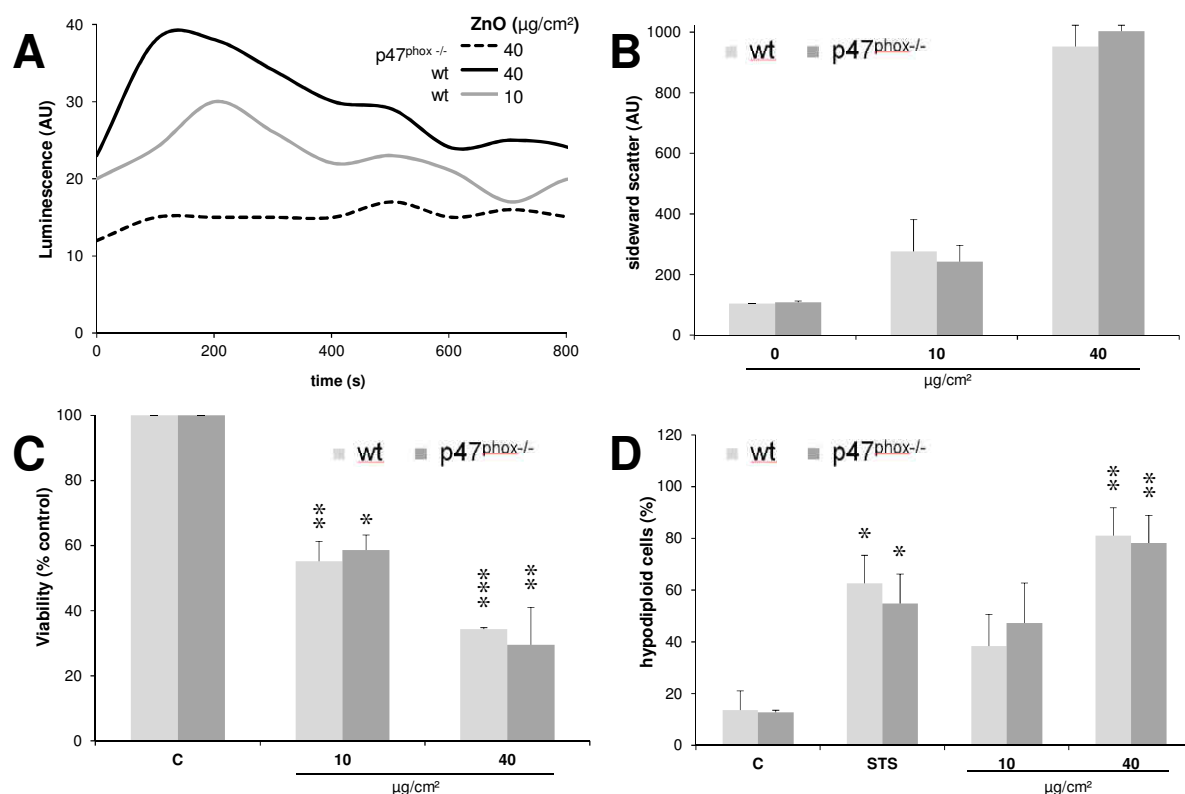 A
Luminescence (AU)
40
30
20
10
0
0 200 400 600 800
time (s)
ZnO (µg/cm²)
p47phox -/- 40
wt 40
wt 10
B
sideward scatter (AU)
1000
800
600
400
200
0
wt p47phox-/-
0 10 40
µg/cm²
C
Viability (% control)
100
80
60
40
20
0
wt p47phox-/-
** * *** **
C 10 40
µg/cm²
D
hypodiploid cells (%)
120
100
80
60
40
20
0
wt p47phox-/-
* * ** **
C STS 10 40
µg/cm²